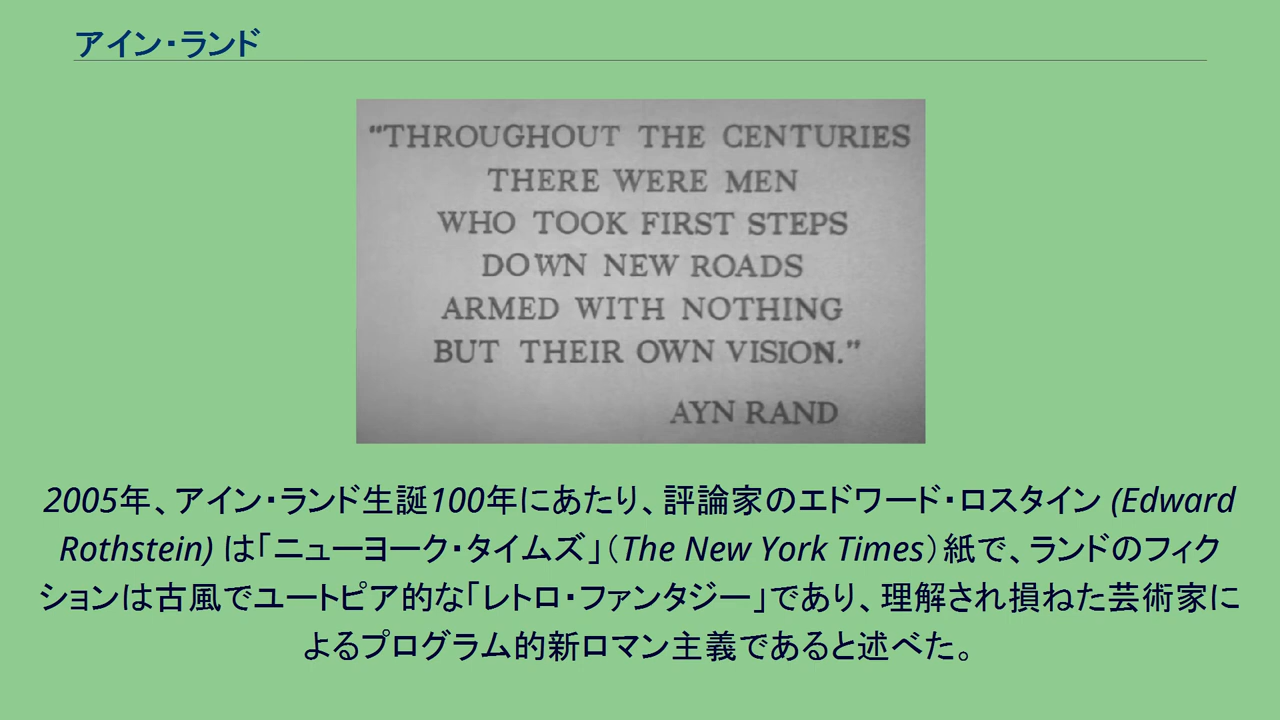 アイン・ランド
“THROUGHOUT THE CENTURIES
THERE WERE MEN
WHO TOOK FIRST STEPS
DOWN NEW ROADS
ARMED WITH NOTHING
BUT THEIR OWN VISION.”
AYN RAND
2005年、アイン・ランド生誕100年にあたり、評論家のエドワード・ロスタイン (Edward
Rothstein) は「ニューヨーク・タイムズ」（The New York Times）紙で、ランドのフィク
ションは古風でユートピア的な「レトロ・ファンタジー」であり、理解され損ねた芸術家に
よるプログラム的新ロマン主義であると述べた。